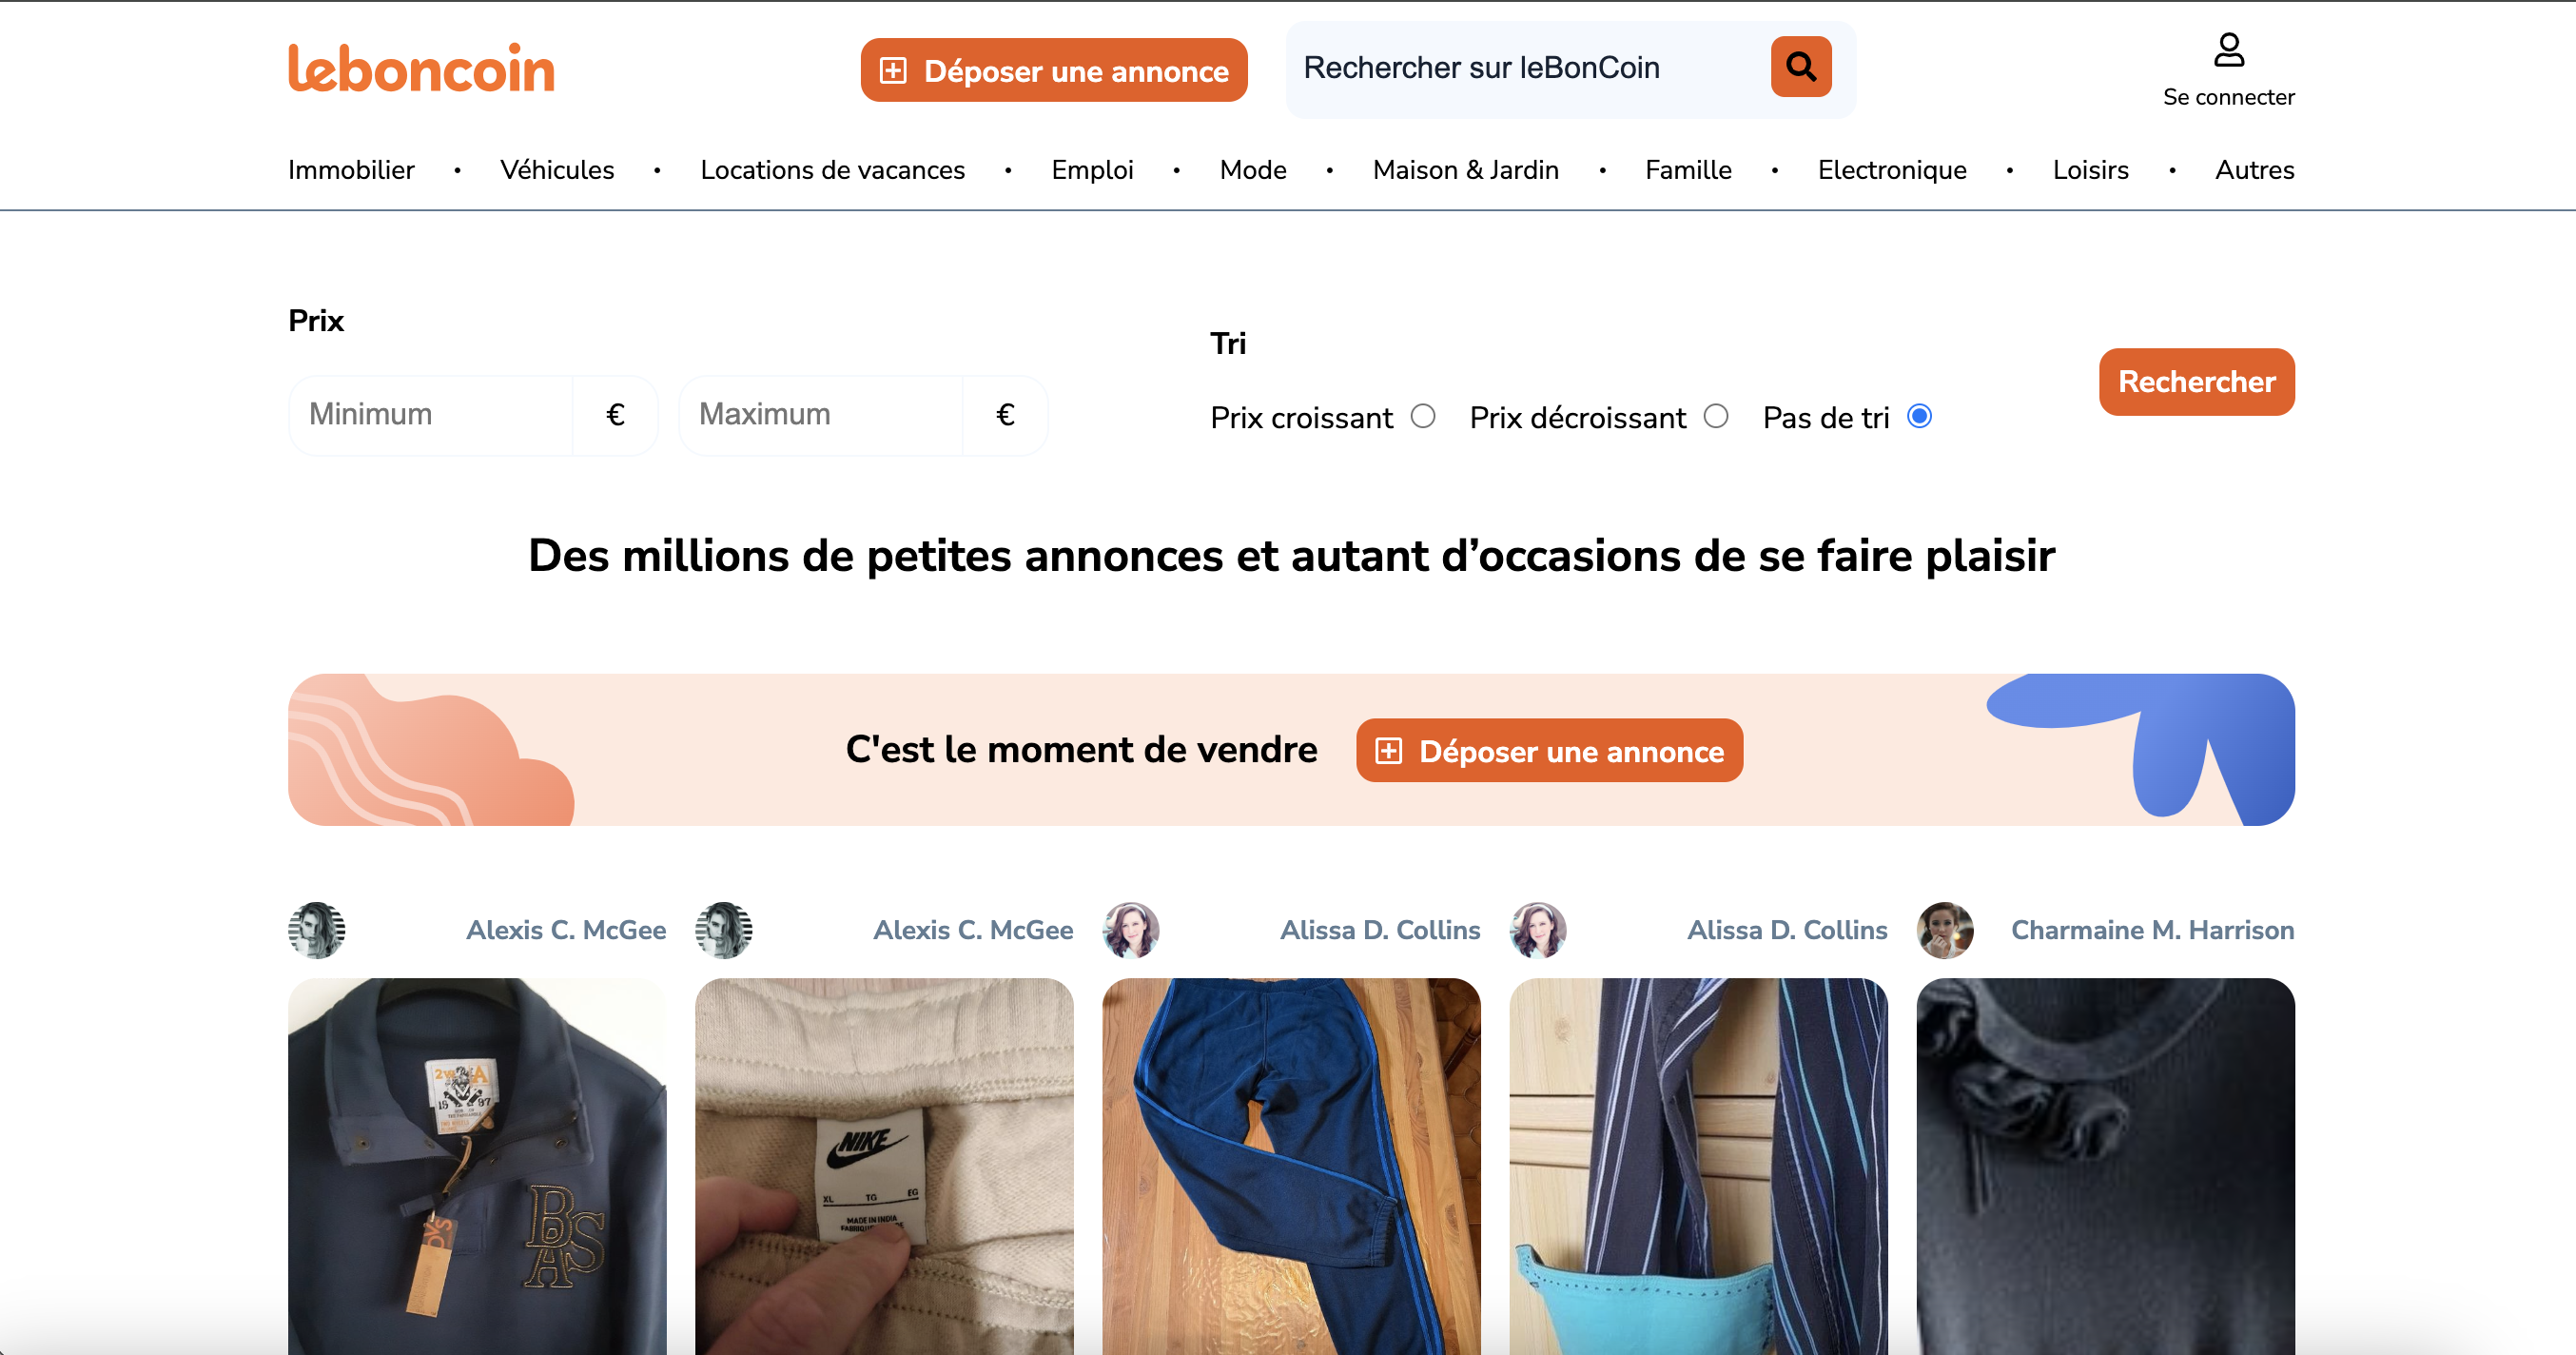 leboncoin
Déposer une annonce
Rechercher sur leBonCoin
Se connecter
Immobilier • Véhicules • Locations de vacances • Emploi • Mode • Maison & Jardin • Famille • Electronique • Loisirs • Autres
Prix
Tri
Minimum €
Maximum €
Prix croissant Prix décroissant Pas de tri
Rechercher
Des millions de petites annonces et autant d’occasions de se faire plaisir
C'est le moment de vendre
Déposer une annonce
Alexis C. McGee
Alexis C. McGee
Alissa D. Collins
Alissa D. Collins
Charmaine M. Harrison
BSA
NIKE
XL TG EG
MADE IN INDIA